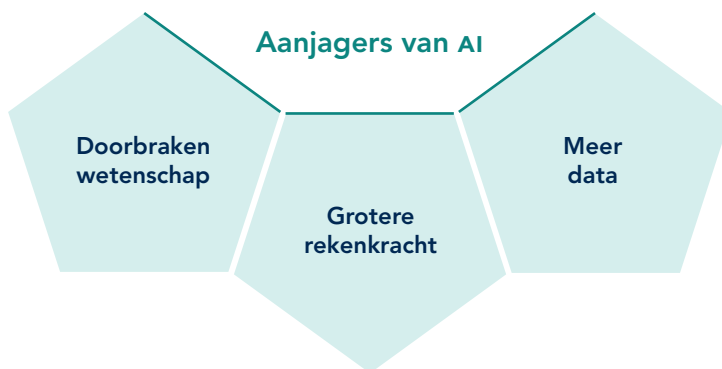 Aanjagers van AI
Doorbraken
wetenschap
Grotere
rekenkracht
Meer
data